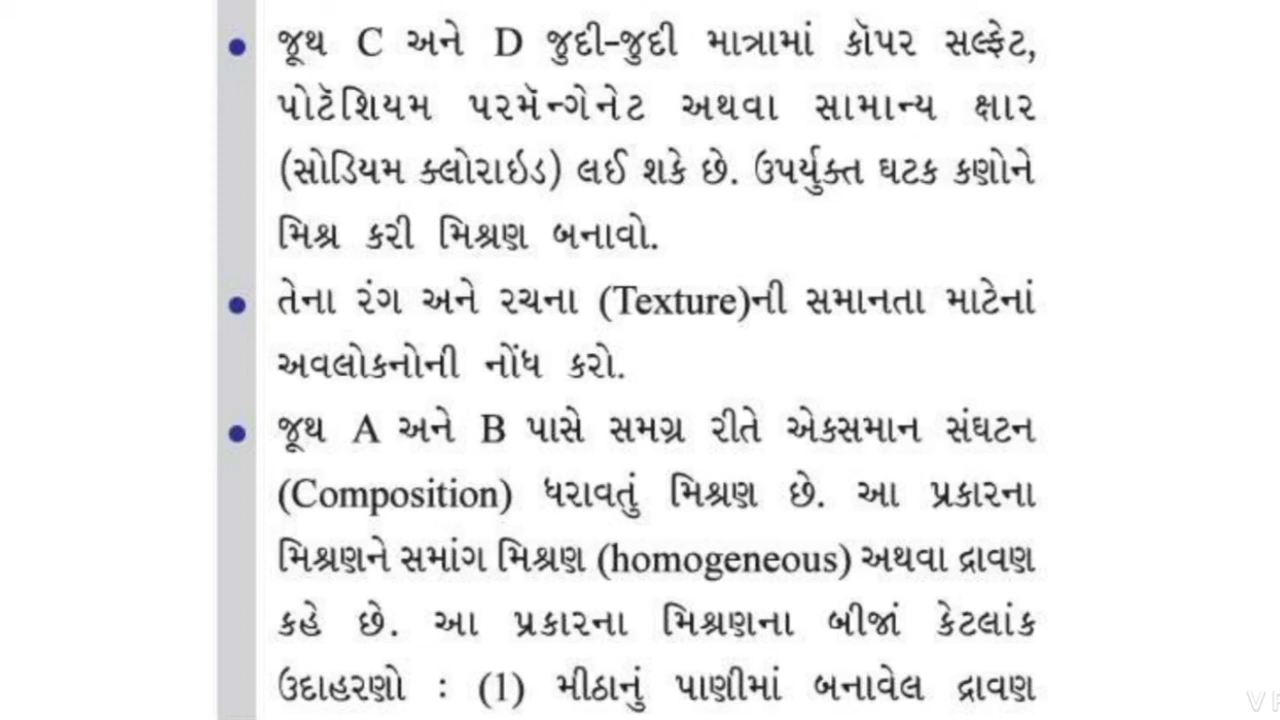 • જૂથ C અને D જુદી-જુદી માત્રામાં કૉપર સલ્ફેટ,
પોટૅશિયમ પરમૅન્ગેનેટ અથવા સામાન્ય ક્ષાર
(સોડિયમ ક્લોરાઇડ) લઈ શકે છે. ઉપર્યુક્ત ઘટક કણોને
મિશ્ર કરી મિશ્રણ બનાવો.
• તેના રંગ અને રચના (Texture)ની સમાનતા માટેનાં
અવલોકનોની નોંધ કરો.
• જૂથ A અને B પાસે સમગ્ર રીતે એકસમાન સંઘટન
(Composition) ધરાવતું મિશ્રણ છે. આ પ્રકારના
મિશ્રણને સમાંગ મિશ્રણ (homogeneous) અથવા દ્રાવણ
કહે છે. આ પ્રકારના મિશ્રણના બીજાં કેટલાંક
ઉદાહરણો : (1) મીઠાનું પાણીમાં બનાવેલ દ્રાવણ